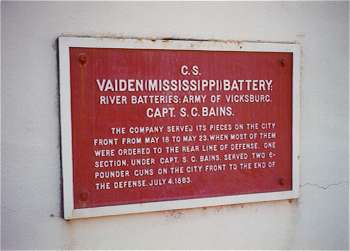 C. S.
VAIDEN (MISSISSIPPI) BATTERY;
RIVER BATTERIES: ARMY OF VICKSBURG.
CAPT. S. C. BAINS.
THE COMPANY SERVED ITS PIECES ON THE CITY
FRONT FROM MAY 18 TO MAY 23, WHEN MOST OF THEM
WERE ORDERED TO THE REAR LINE OF DEFENSE. ONE
SECTION, UNDER CAPT. S. C. BAINS, SERVED TWO 6-
POUNDER GUNS ON THE CITY FRONT TO THE END OF
THE DEFENSE, JULY 4, 1863.